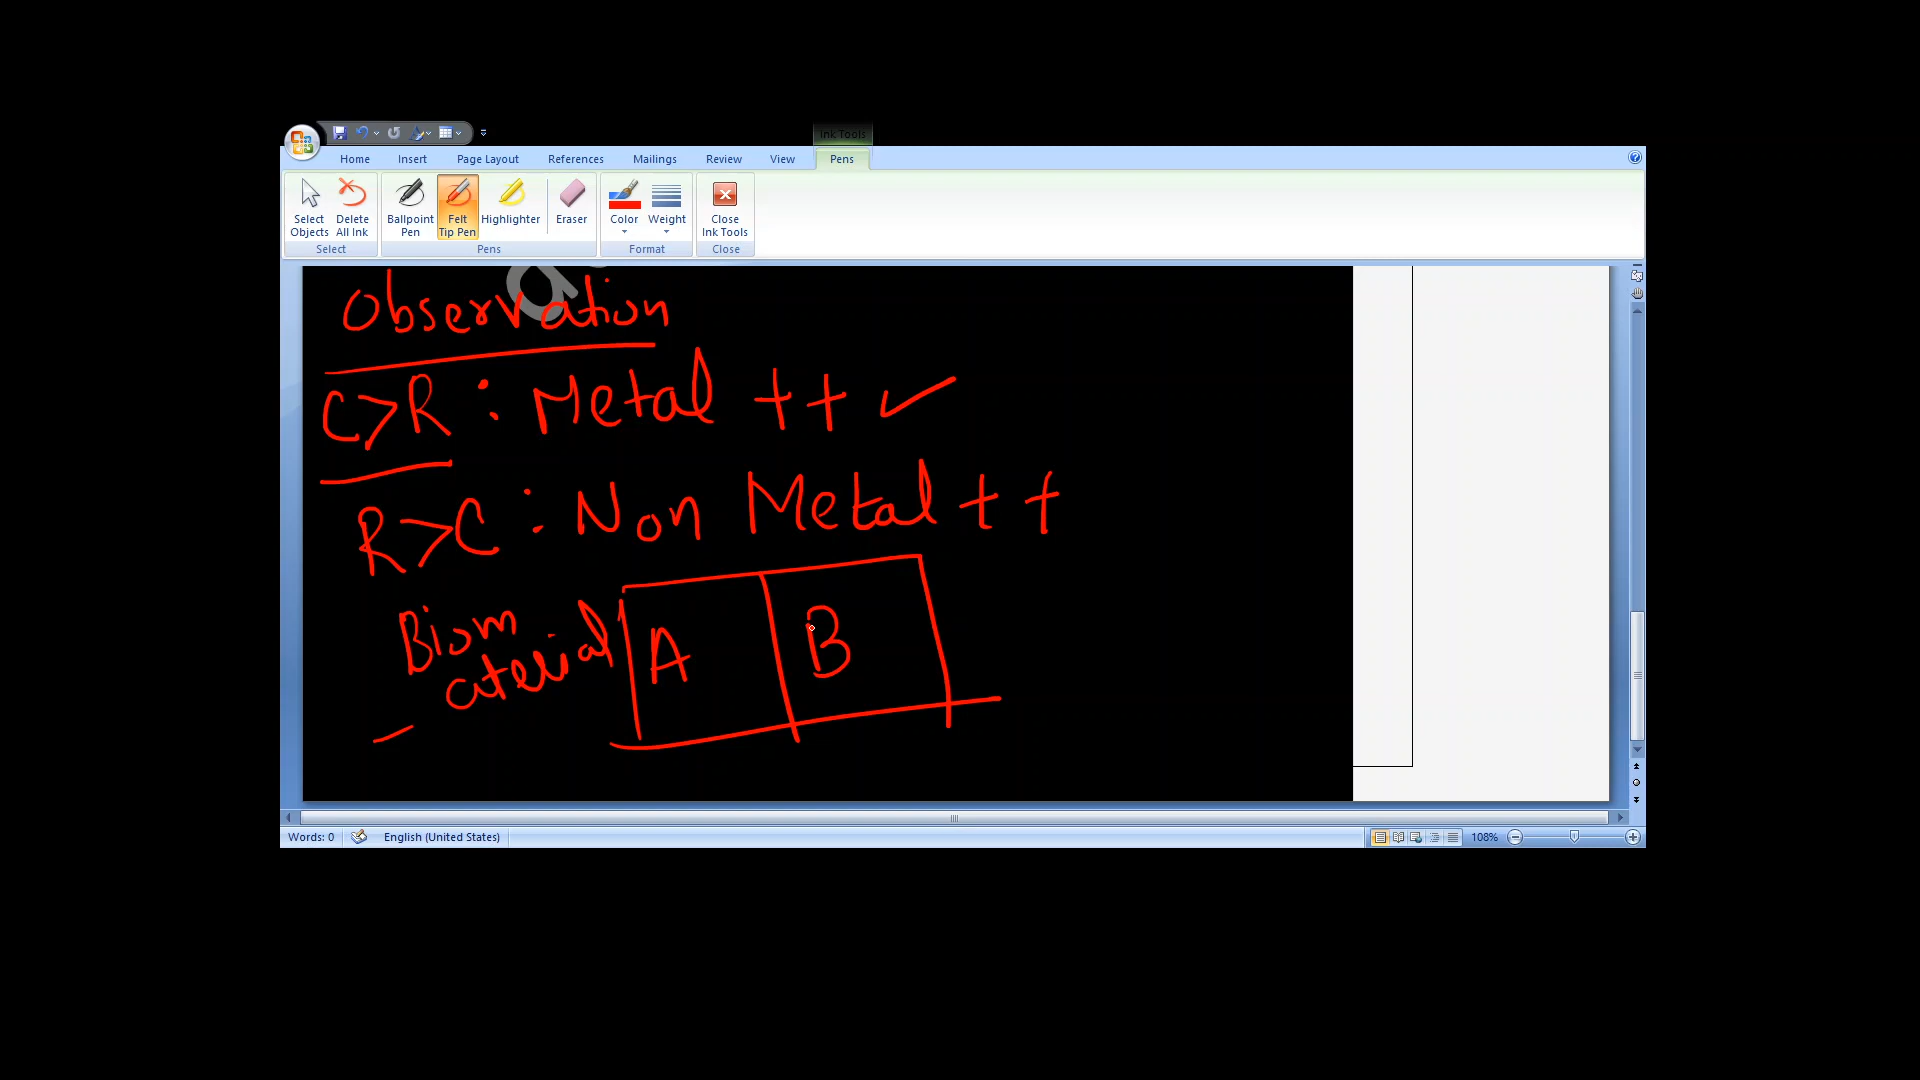 Ink Tools
Home Insert Page Layout References Mailings Review View Pens
Select Objects Delete All Ink Ballpoint Pen Felt Tip Pen Highlighter Eraser Color Weight Close Ink Tools
Select Pens Format Close
Observation
C>R : Metal ++ ✓
R>C : Non Metal ++
Biom
aterial A B
Words: 0 English (United States) 108%